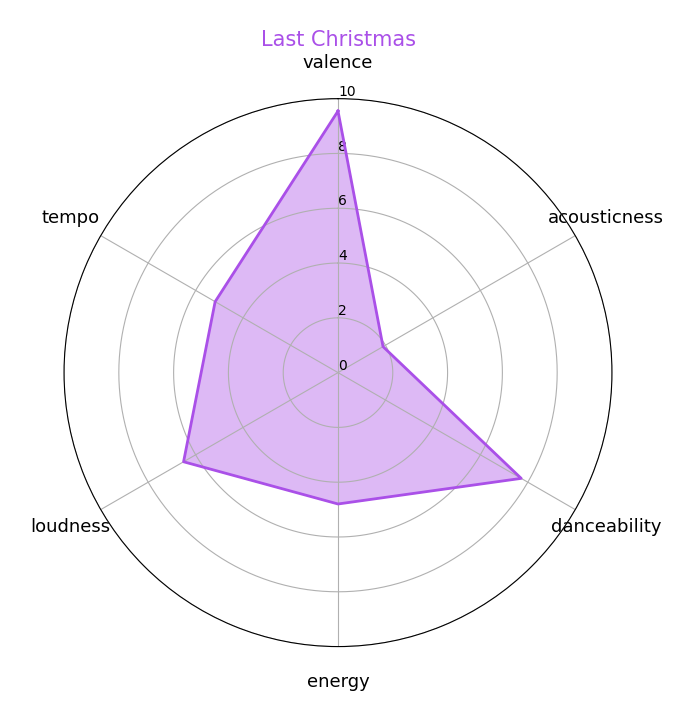 Last Christmas
valence
10
8
tempo
6
acousticness
4
2
0
loudness
danceability
energy